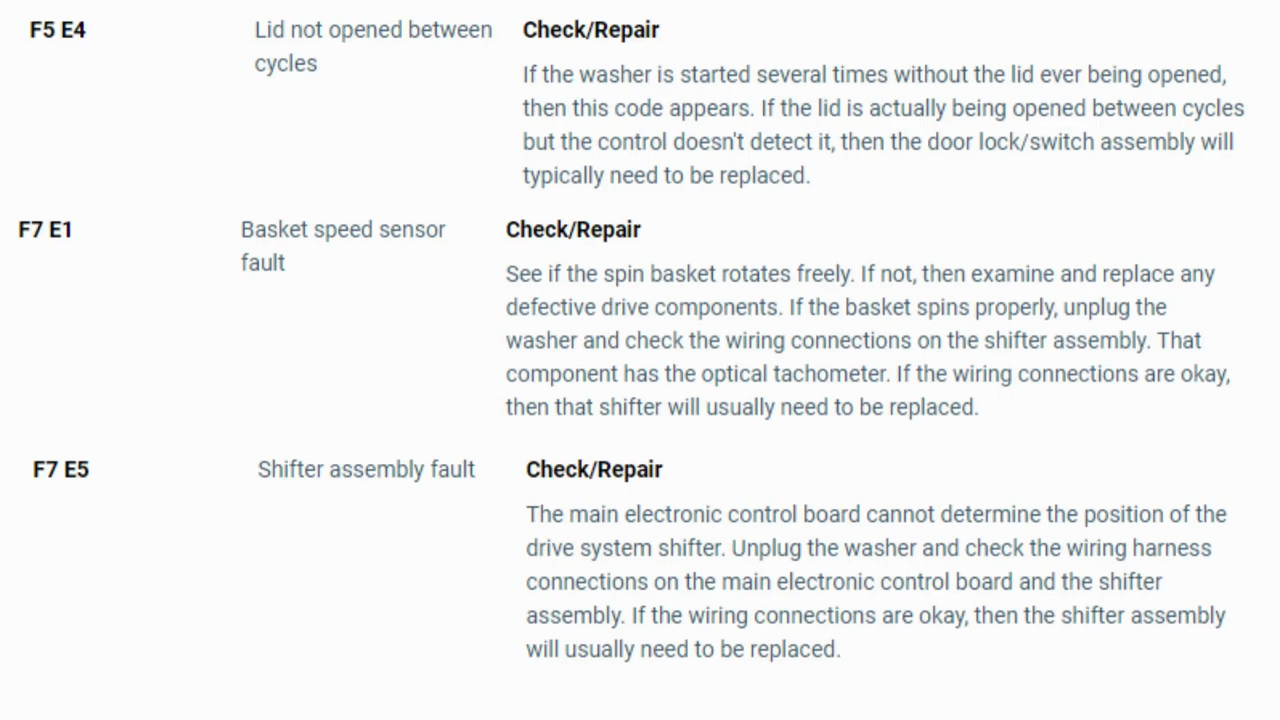 F5 E4 Lid not opened between cycles Check/Repair
If the washer is started several times without the lid ever being opened,
then this code appears. If the lid is actually being opened between cycles
but the control doesn't detect it, then the door lock/switch assembly will
typically need to be replaced.
F7 E1 Basket speed sensor fault Check/Repair
See if the spin basket rotates freely. If not, then examine and replace any
defective drive components. If the basket spins properly, unplug the
washer and check the wiring connections on the shifter assembly. That
component has the optical tachometer. If the wiring connections are okay,
then that shifter will usually need to be replaced.
F7 E5 Shifter assembly fault Check/Repair
The main electronic control board cannot determine the position of the
drive system shifter. Unplug the washer and check the wiring harness
connections on the main electronic control board and the shifter
assembly. If the wiring connections are okay, then the shifter assembly
will usually need to be replaced.